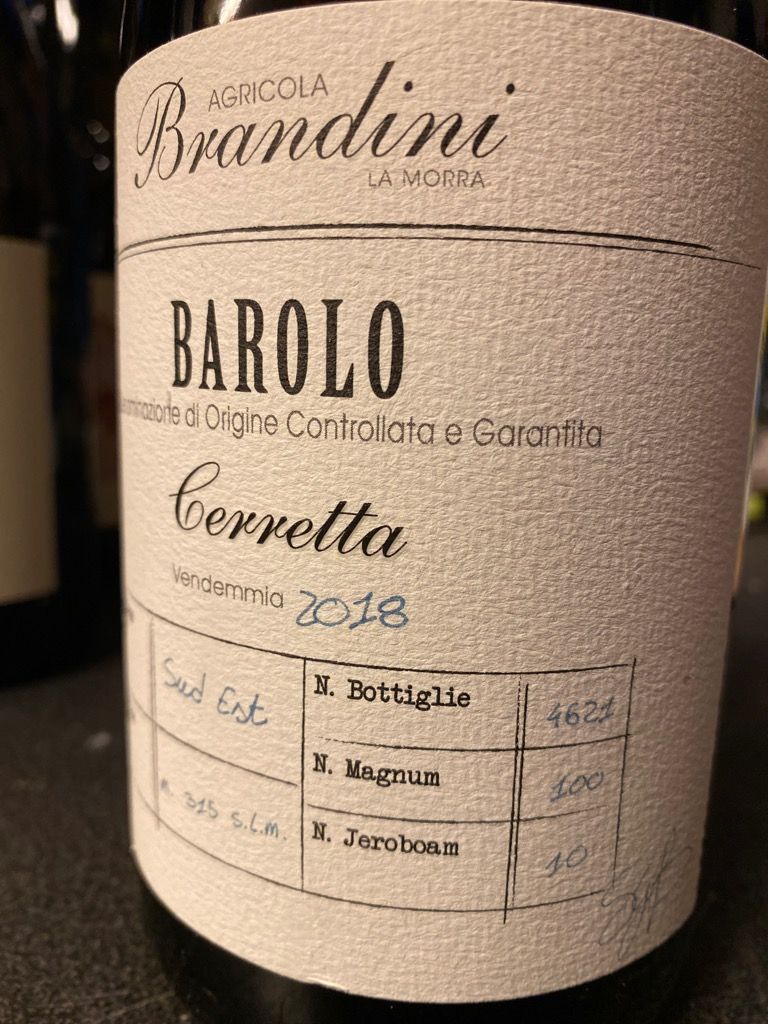 AGRICOLA
Brandini
LA MORRA
BAROLO
di Origine Controllata e Garantita
Cerretta
Vendemmia 2018
Sud Est
N. Bottiglie 4621
m. 315 s.l.m.
N. Magnum 100
N. Jeroboam 10